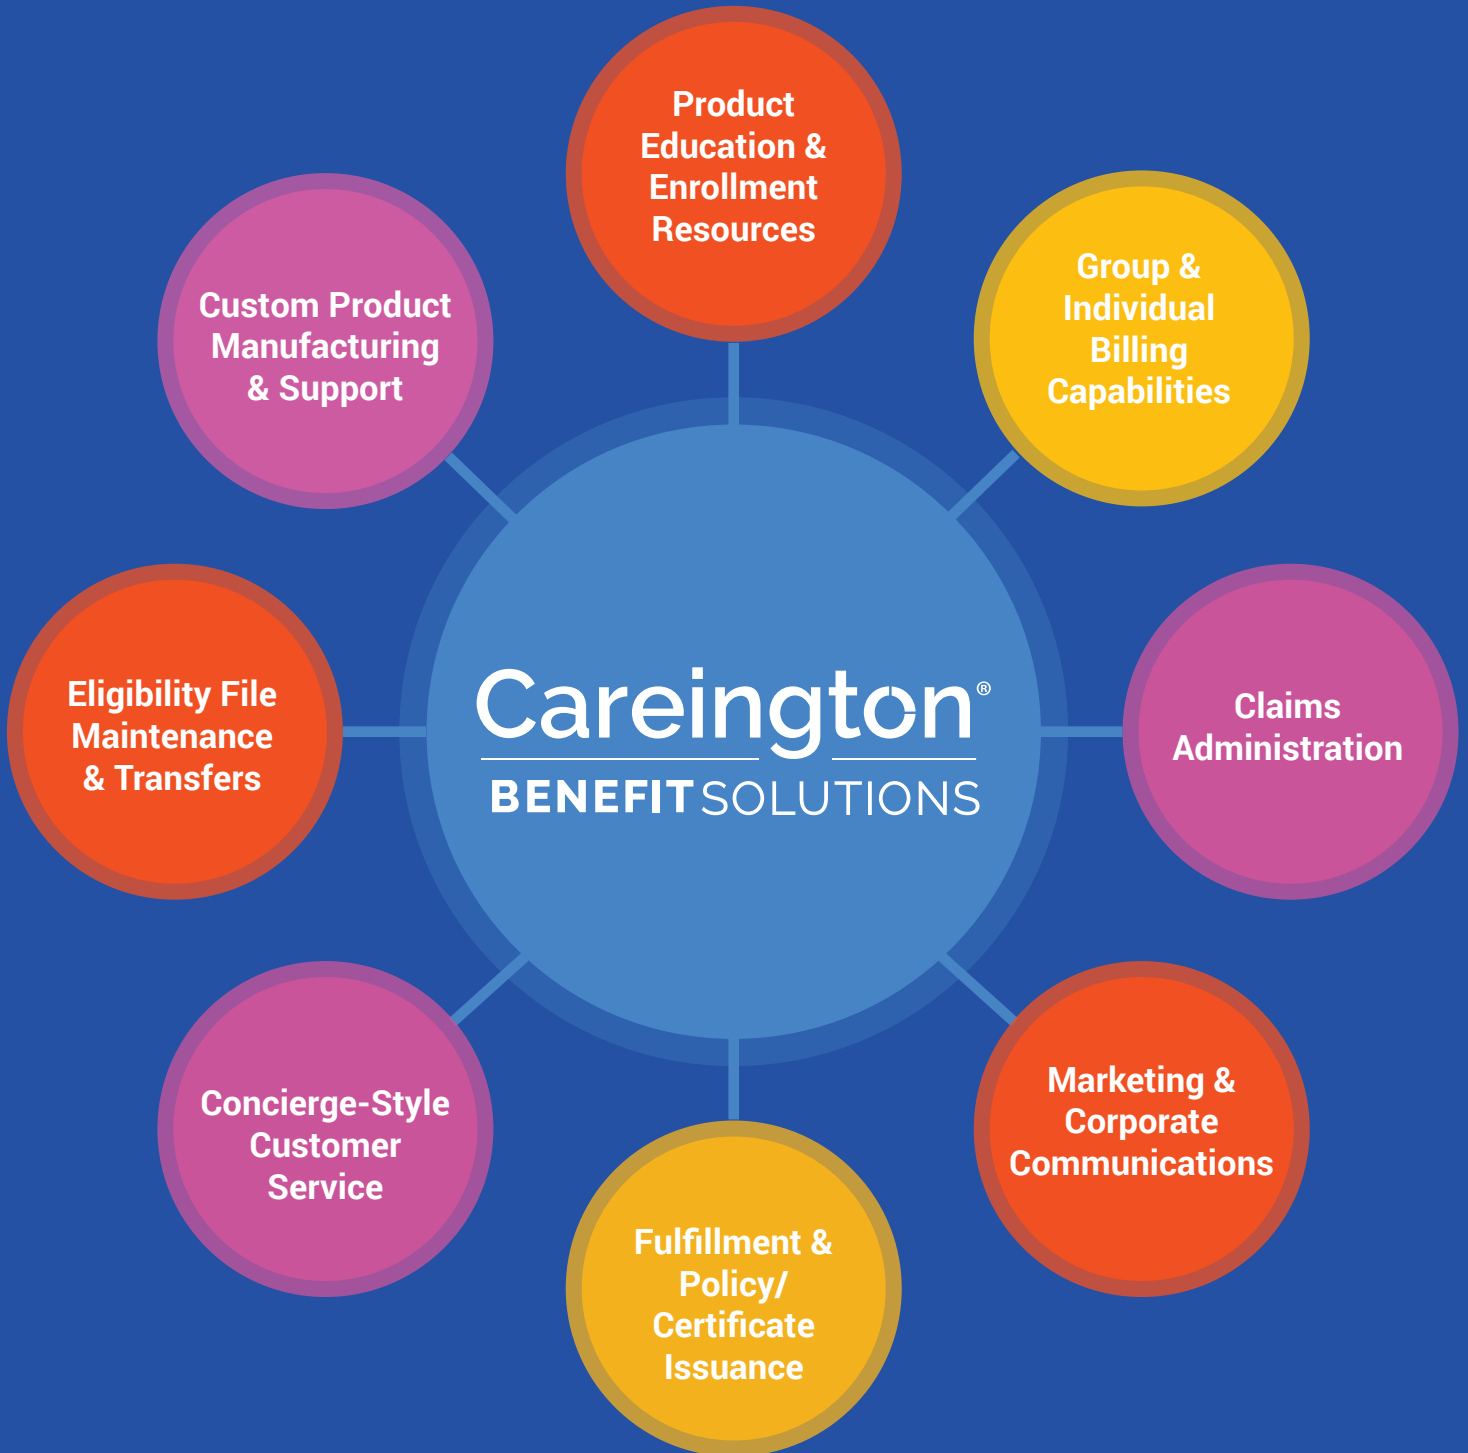 Product
Education &
Enrollment
Resources
Group &
Individual
Billing
Capabilities
Custom Product
Manufacturing
& Support
Careington®
BENEFIT SOLUTIONS
Eligibility File
Maintenance
& Transfers
Claims
Administration
Concierge-Style
Customer
Service
Marketing &
Corporate
Communications
Fulfillment &
Policy/
Certificate
Issuance